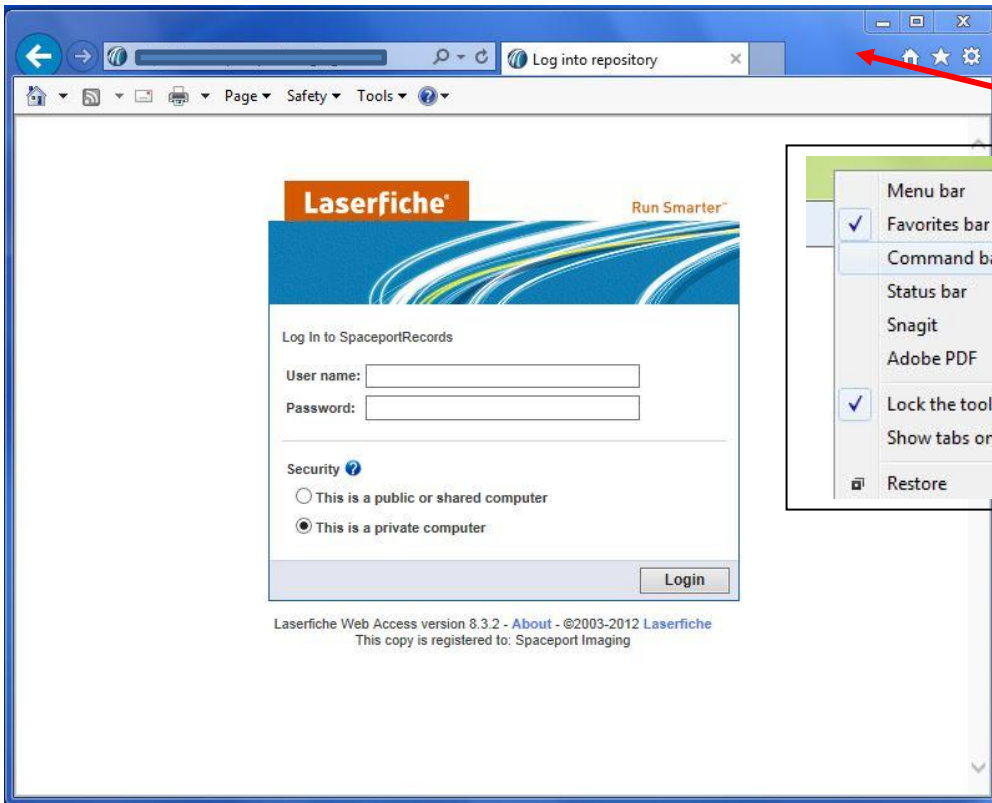 Log into repository
Page Safety Tools
Laserfiche®
Run Smarter™
Log In to SpaceportRecords
User name:
Password:
Security
This is a public or shared computer
This is a private computer
Login
Laserfiche Web Access version 8.3.2 - About - ©2003-2012 Laserfiche
This copy is registered to: Spaceport Imaging
Menu bar
Favorites bar
Command ba
Status bar
Snagit
Adobe PDF
Lock the tool
Show tabs on
Restore